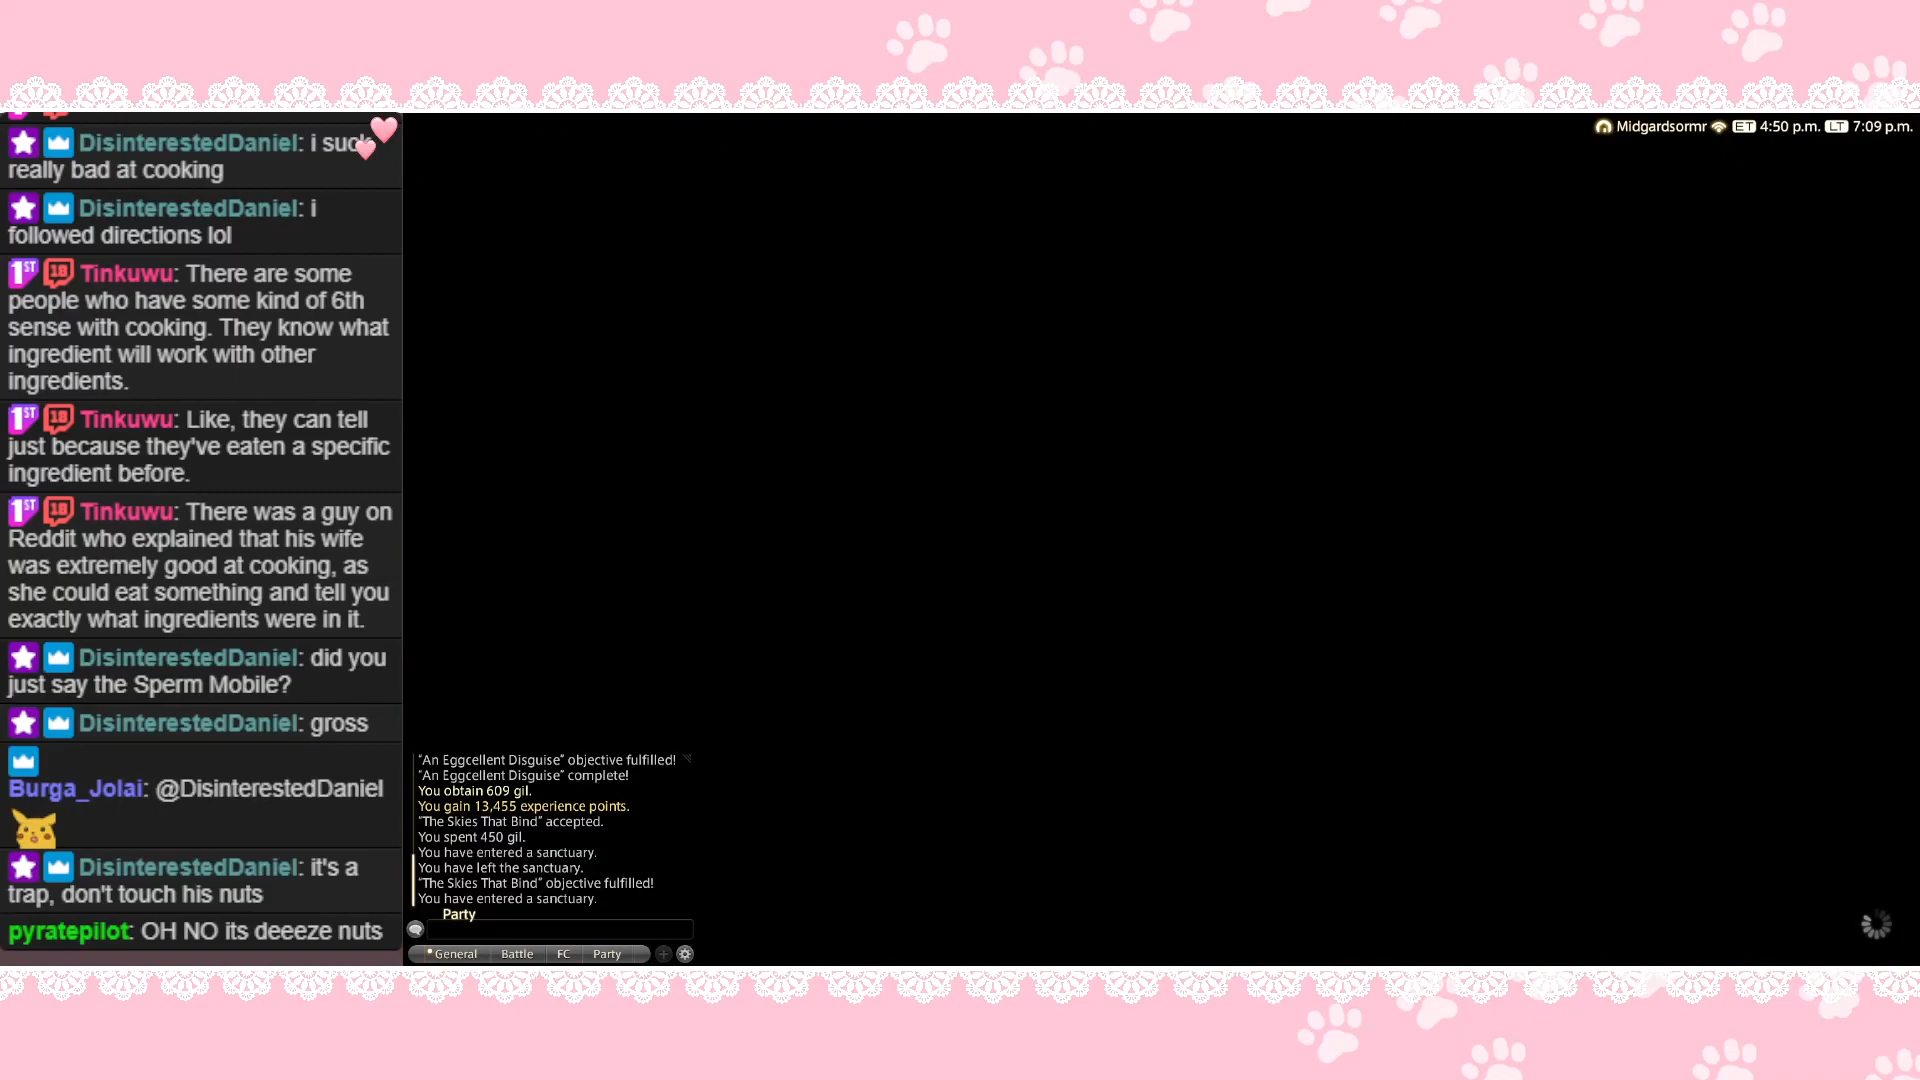 DisinterestedDaniel: i suck
really bad at cooking
DisinterestedDaniel: i
followed directions lol
1ST 18 Tinkuwu: There are some
people who have some kind of 6th
sense with cooking. They know what
ingredient will work with other
ingredients.
1ST 18 Tinkuwu: Like, they can tell
just because they've eaten a specific
ingredient before.
1ST 18 Tinkuwu: There was a guy on
Reddit who explained that his wife
was extremely good at cooking, as
she could eat something and tell you
exactly what ingredients were in it.
DisinterestedDaniel: did you
just say the Sperm Mobile?
DisinterestedDaniel: gross
Burga_Jolai: @DisinterestedDaniel
DisinterestedDaniel: it's a
trap, don't touch his nuts
pyratepilot: OH NO its deeeze nuts
Midgardsormr ET 4:50 p.m. LT 7:09 p.m.
"An Eggcellent Disguise" objective fulfilled!
"An Eggcellent Disguise" complete!
You obtain 609 gil.
You gain 13,455 experience points.
"The Skies That Bind" accepted.
You spent 450 gil.
You have entered a sanctuary.
You have left the sanctuary.
"The Skies That Bind" objective fulfilled!
You have entered a sanctuary.
Party
General Battle FC Party